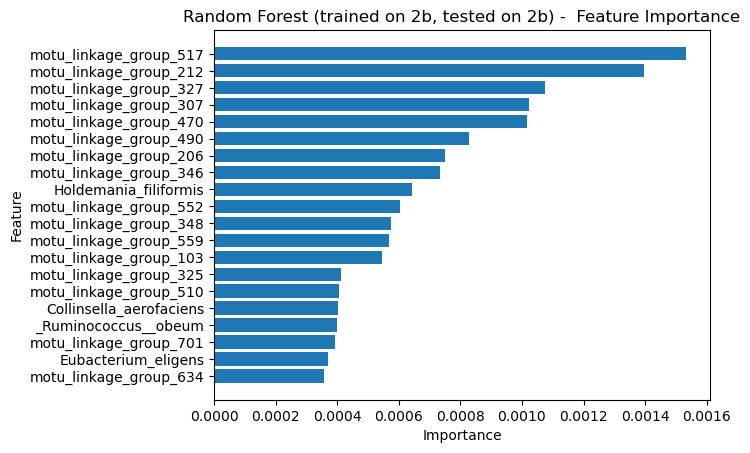 Random Forest (trained on 2b, tested on 2b) -  Feature Importance
motu_linkage_group_517
motu_linkage_group_212
motu_linkage_group_327
motu_linkage_group_307
motu_linkage_group_470
motu_linkage_group_490
motu_linkage_group_206
motu_linkage_group_346
Holdemania_filiformis
motu_linkage_group_552
motu_linkage_group_348
motu_linkage_group_559
motu_linkage_group_103
motu_linkage_group_325
motu_linkage_group_510
Collinsella_aerofaciens
_Ruminococcus__obeum
motu_linkage_group_701
Eubacterium_eligens
motu_linkage_group_634
Feature
0.0000 0.0002 0.0004 0.0006 0.0008 0.0010 0.0012 0.0014 0.0016
Importance